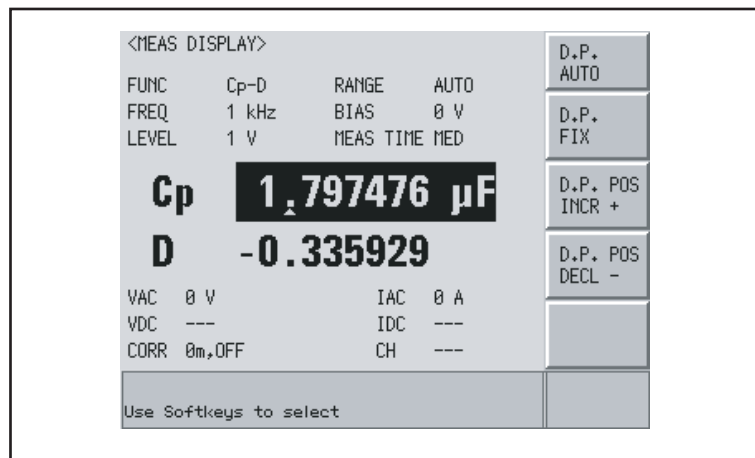 <MEAS DISPLAY>
FUNC Cp-D RANGE AUTO
FREQ 1 kHz BIAS 0 V
LEVEL 1 V MEAS TIME MED
Cp 1.797476 µF
D -0.335929
VAC 0 V IAC 0 A
VDC --- IDC ---
CORR 0m,OFF CH ---
Use Softkeys to select
D.P.
AUTO
D.P.
FIX
D.P. POS
INCR +
D.P. POS
DECL -